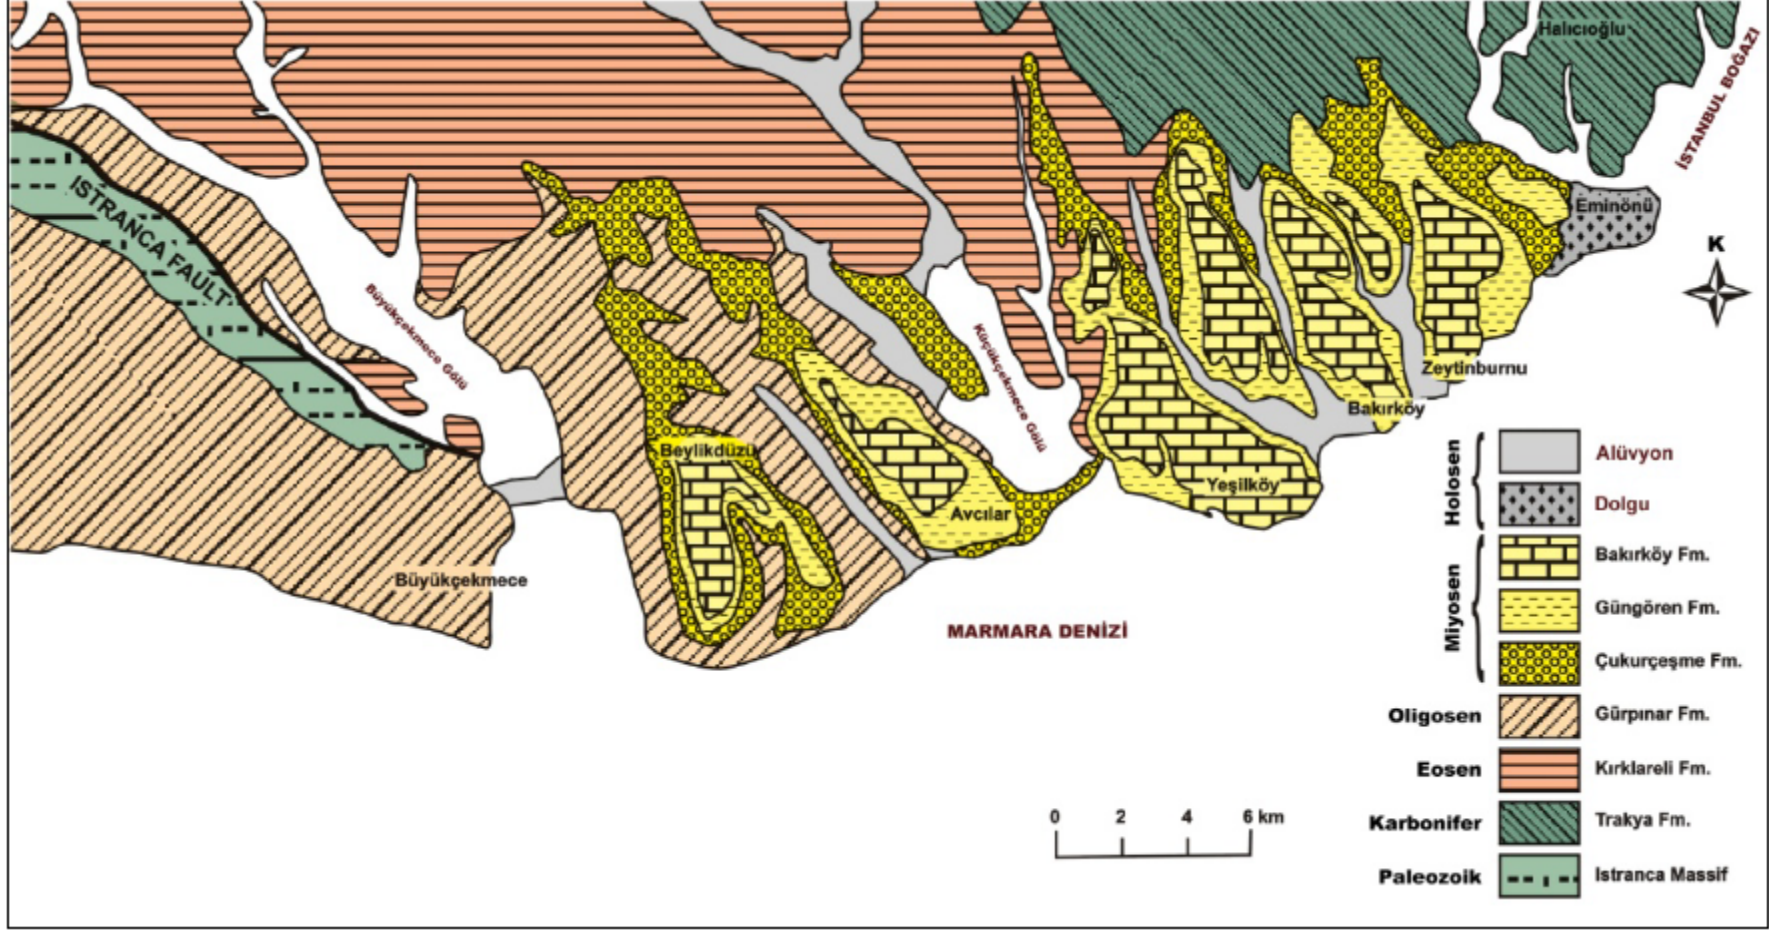 Halıcıoğlu
İSTANBUL BOĞAZI
ISTRANCA FAULT
Eminönü
K
Büyükçekmece Gölü
Küçükçekmece Gölü
Zeytinburnu
Bakırköy
Beylikdüzü
Yeşilköy
Avcılar
Büyükçekmece
MARMARA DENİZİ
Holosen
Alüvyon
Dolgu
Miyosen
Bakırköy Fm.
Güngören Fm.
Çukurçeşme Fm.
Oligosen Gürpınar Fm.
Eosen Kırklareli Fm.
Karbonifer Trakya Fm.
Paleozoik Istranca Massif
0 2 4 6 km